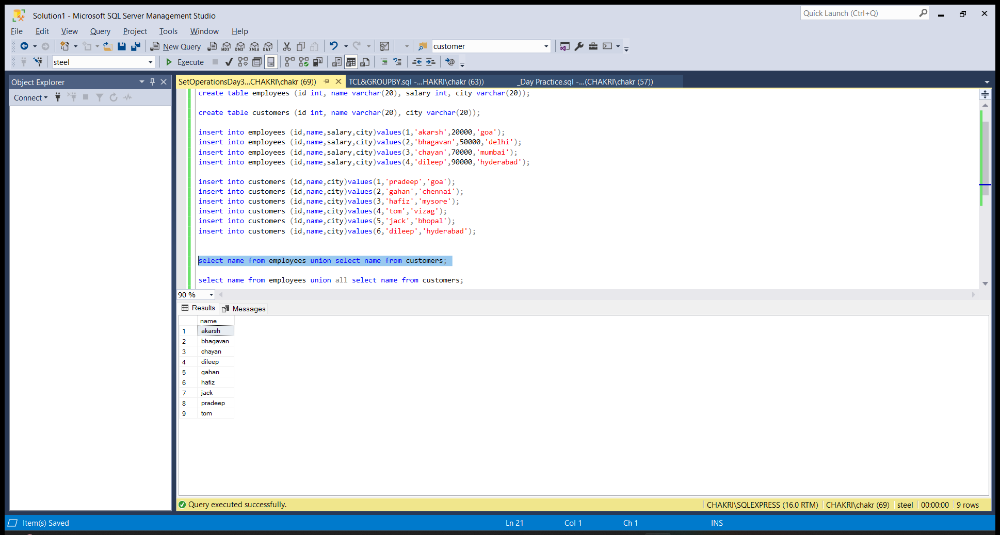 Solution1 - Microsoft SQL Server Management Studio
Quick Launch (Ctrl+Q)
File Edit View Query Project Tools Window Help
New Query MDX DMX XMLA DAX customer
steel Execute
Object Explorer
Connect
SetOperationsDay3...CHAKRI\chakr (69)) TCL&GROUPBY.sql -...HAKRI\chakr (63)) _Day Practice.sql -...(CHAKRI\chakr (57))
create table employees (id int, name varchar(20), salary int, city varchar(20));
create table customers (id int, name varchar(20), city varchar(20));
insert into employees (id,name,salary,city)values(1,'akarsh',20000,'goa');
insert into employees (id,name,salary,city)values(2,'bhagavan',50000,'delhi');
insert into employees (id,name,salary,city)values(3,'chayan',70000,'mumbai');
insert into employees (id,name,salary,city)values(4,'dileep',90000,'hyderabad');
insert into customers (id,name,city)values(1,'pradeep','goa');
insert into customers (id,name,city)values(2,'gahan','chennai');
insert into customers (id,name,city)values(3,'hafiz','mysore');
insert into customers (id,name,city)values(4,'tom','vizag');
insert into customers (id,name,city)values(5,'jack','bhopal');
insert into customers (id,name,city)values(6,'dileep','hyderabad');
select name from employees union select name from customers;
select name from employees union all select name from customers;
90 %
Results Messages
name
1 akarsh
2 bhagavan
3 chayan
4 dileep
5 gahan
6 hafiz
7 jack
8 pradeep
9 tom
Query executed successfully. CHAKRI\SQLEXPRESS (16.0 RTM) CHAKRI\chakr (69) steel 00:00:00 9 rows
Item(s) Saved Ln 21 Col 1 Ch 1 INS